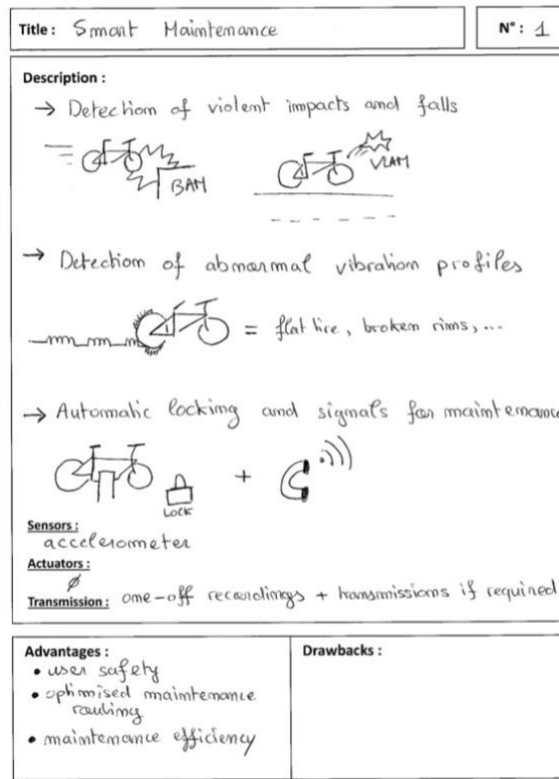 Title : Smart Maintenance
N° : 1
Description :
→ Detection of violent impacts and falls
BAM
VLAM
→ Detection of abnormal vibration profiles
= flat tire, broken rims, ...
→ Automatic locking and signals for maintenance
+
LOCK
Sensors :
accelerometer
Actuators :
ø
Transmission : one-off recordings + transmissions if required
Advantages :
• user safety
• optimised maintenance
routing
• maintenance efficiency
Drawbacks :